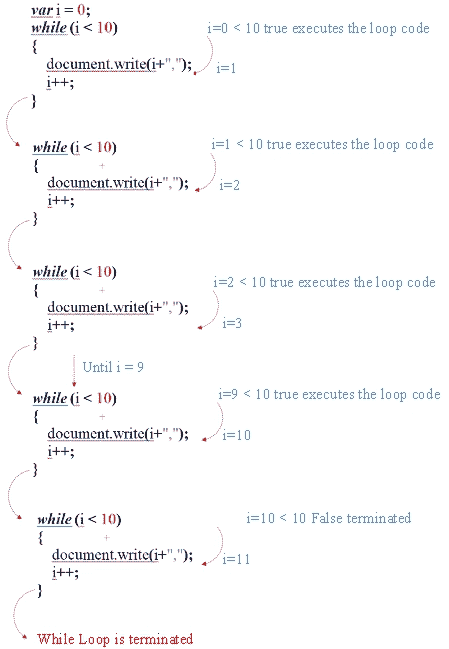 var i = 0;
while (i < 10) i=0 < 10 true executes the loop code
{
document.write(i+",");
i=1
i++;
}
while (i < 10) i=1 < 10 true executes the loop code
{
document.write(i+","); i=2
i++;
}
while (i < 10)
i=2 < 10 true executes the loop code
{
document.write(i+",");
i++; i=3
}
Until i = 9
while (i < 10) i=9 < 10 true executes the loop code
{
document.write(i+","); i=10
i++;
}
while (i < 10) i=10 < 10 False terminated
{
document.write(i+","); i=11
i++;
}
While Loop is terminated